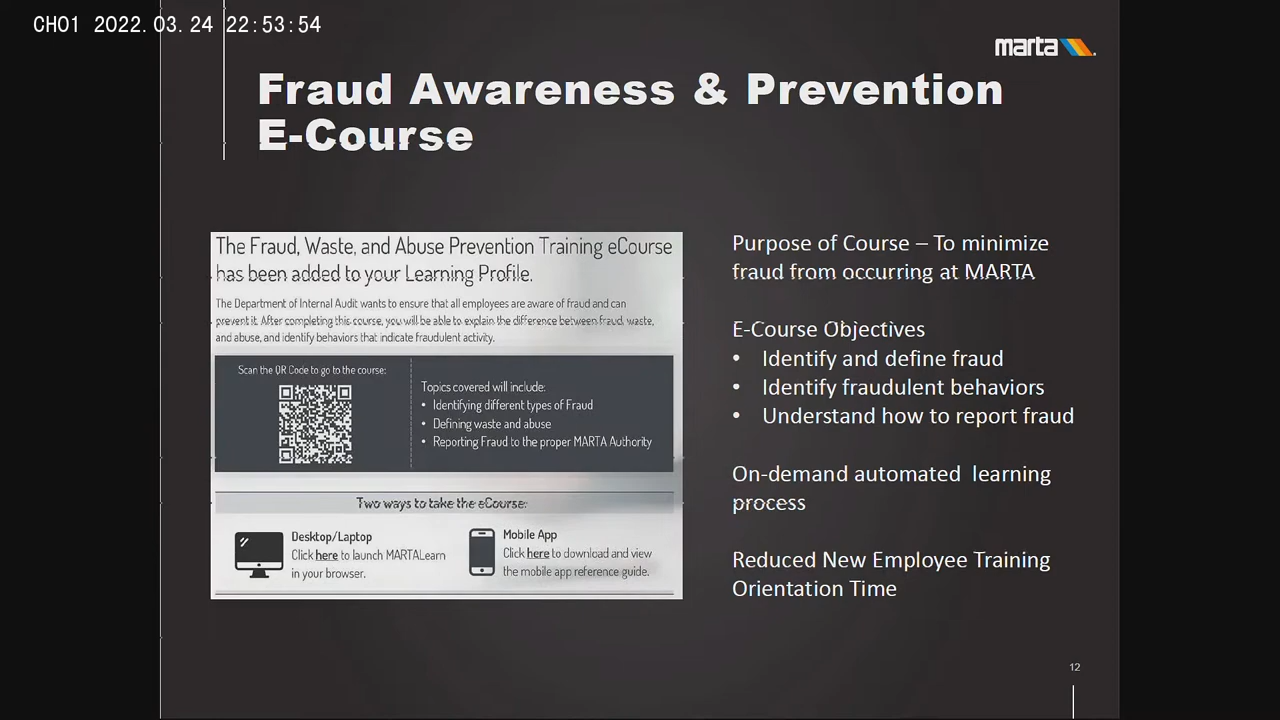 CH01 2022.03.24 22:53:54
marta
Fraud Awareness & Prevention
E-Course
The Fraud, Waste, and Abuse Prevention Training eCourse
has been added to your Learning Profile.
The Department of Internal Audit wants to ensure that all employees are aware of fraud and can
prevent it. After completing this course, you will be able to explain the difference between fraud, waste,
and abuse, and identify behaviors that indicate fraudulent activity.
Scan the QR Code to go to the course:
Topics covered will include:
• Identifying different types of Fraud
• Defining waste and abuse
• Reporting Fraud to the proper MARTA Authority
Two ways to take the eCourse:
Desktop/Laptop
Click here to launch MARTALearn
in your browser.
Mobile App
Click here to download and view
the mobile app reference guide.
Purpose of Course – To minimize
fraud from occurring at MARTA
E-Course Objectives
• Identify and define fraud
• Identify fraudulent behaviors
• Understand how to report fraud
On-demand automated learning
process
Reduced New Employee Training
Orientation Time
12